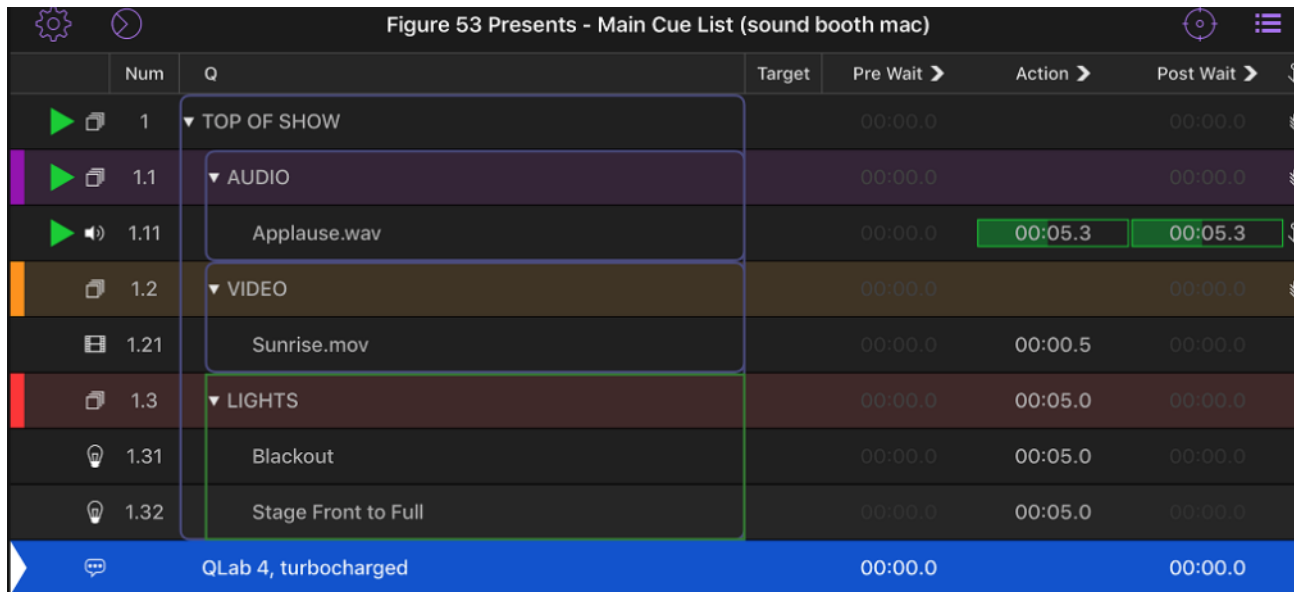 Figure 53 Presents - Main Cue List (sound booth mac)
Num Q Target Pre Wait Action Post Wait
1 TOP OF SHOW 00:00.0 00:00.0
1.1 AUDIO 00:00.0 00:00.0
1.11 Applause.wav 00:00.0 00:05.3 00:05.3
1.2 VIDEO 00:00.0 00:00.0
1.21 Sunrise.mov 00:00.0 00:00.5 00:00.0
1.3 LIGHTS 00:00.0 00:05.0 00:00.0
1.31 Blackout 00:00.0 00:05.0 00:00.0
1.32 Stage Front to Full 00:00.0 00:05.0 00:00.0
QLab 4, turbocharged 00:00.0 00:00.0